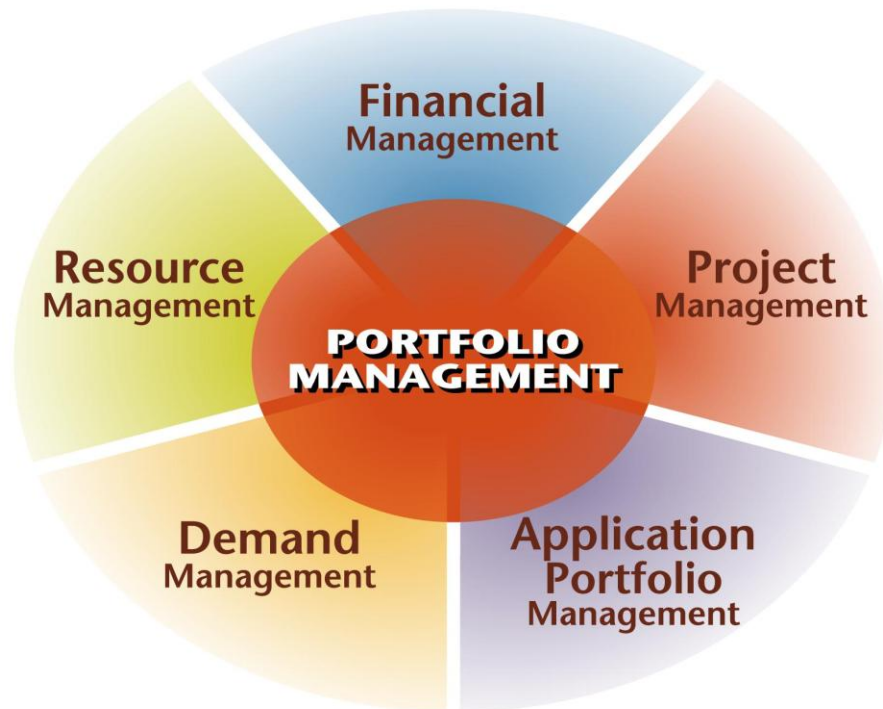 Financial
Management
Resource
Management
Project
Management
PORTFOLIO
MANAGEMENT
Demand
Management
Application
Portfolio
Management